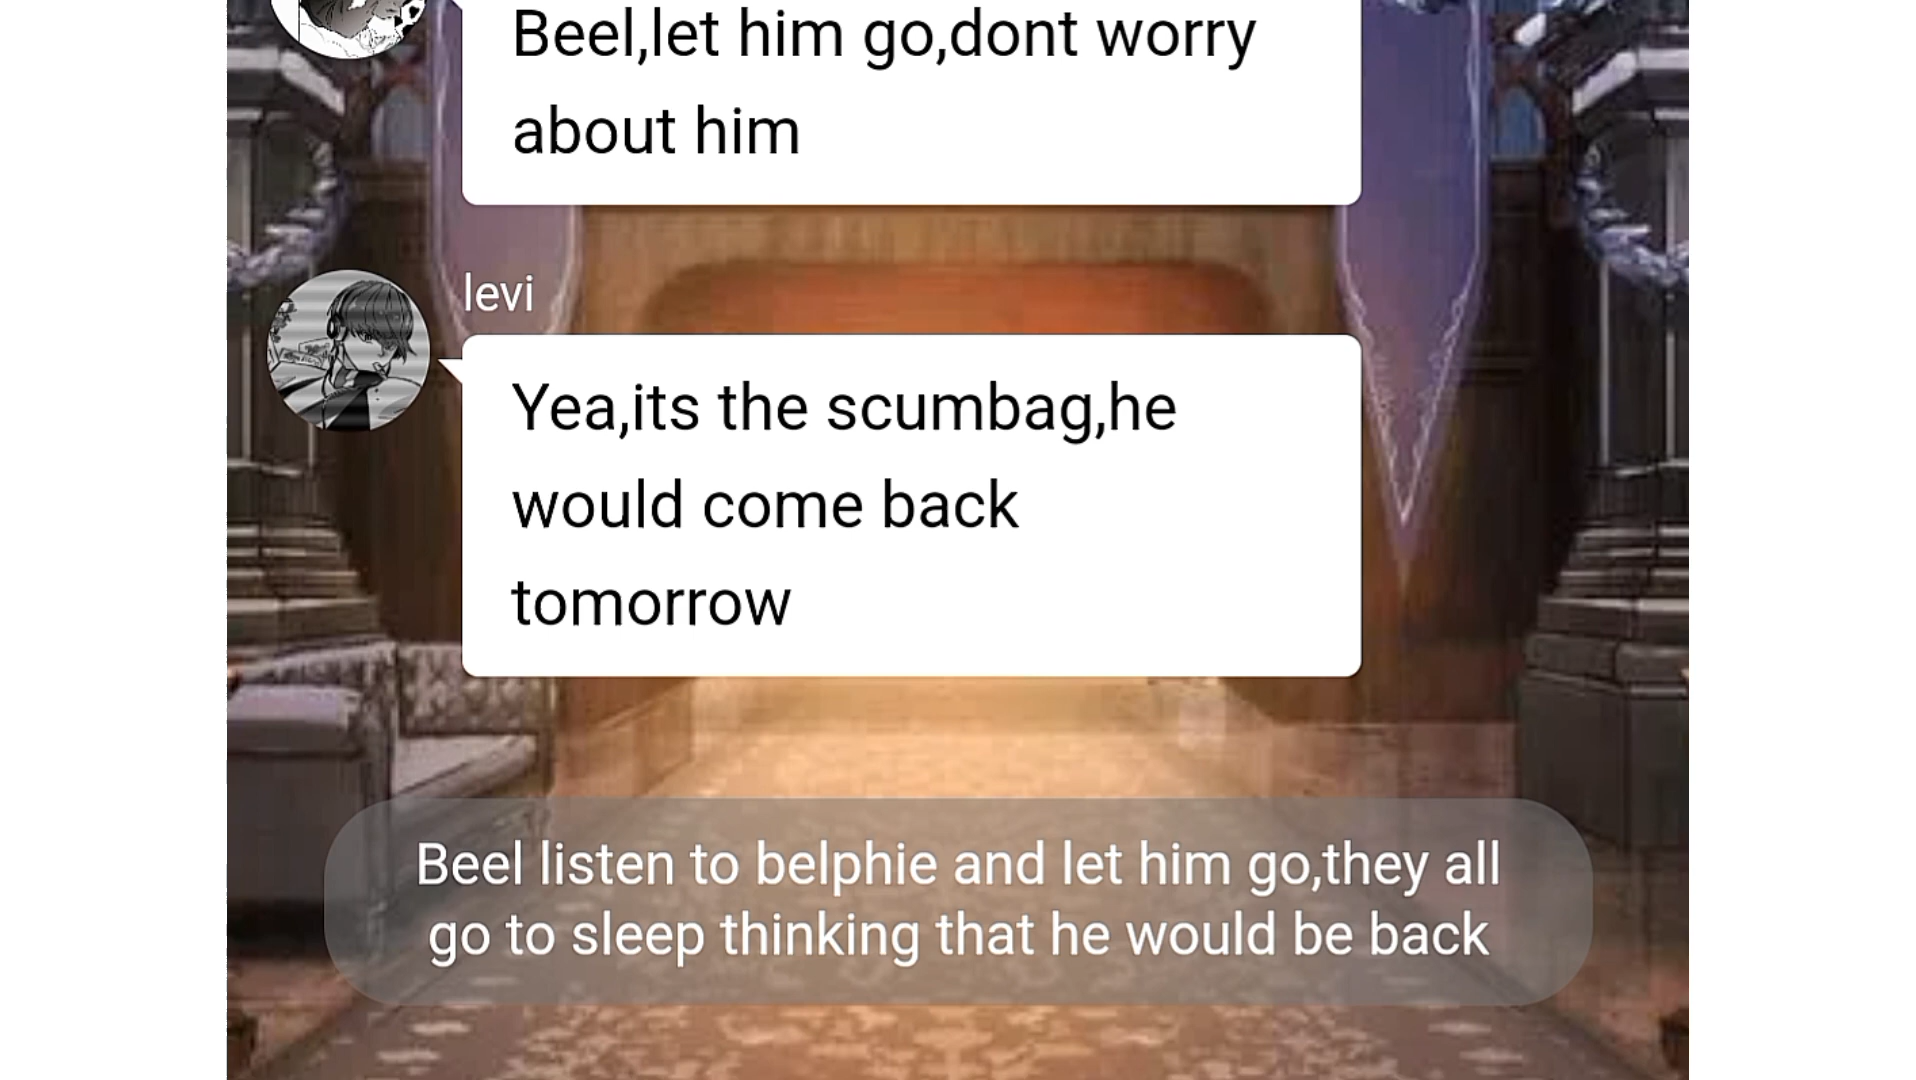 Beel,let him go,dont worry
about him
levi
Yea,its the scumbag,he
would come back
tomorrow
Beel listen to belphie and let him go,they all
go to sleep thinking that he would be back